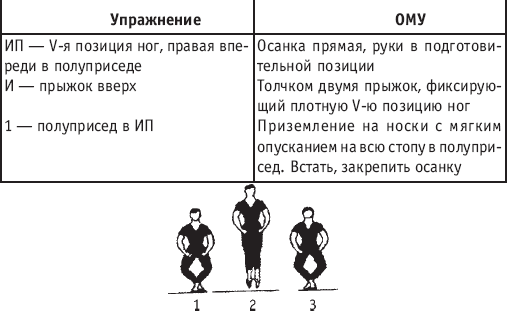 Упражнение
ОМУ
ИП — V-я позиция ног, правая впе-
реди в полуприседе
И — прыжок вверх
1 — полуприсед в ИП
Осанка прямая, руки в подготови-
тельной позиции
Толчком двумя прыжок, фиксирую-
щий плотную V-ю позицию ног
Приземление на носки с мягким
опусканием на всю стопу в полупри-
сед. Встать, закрепить осанку
1 2 3